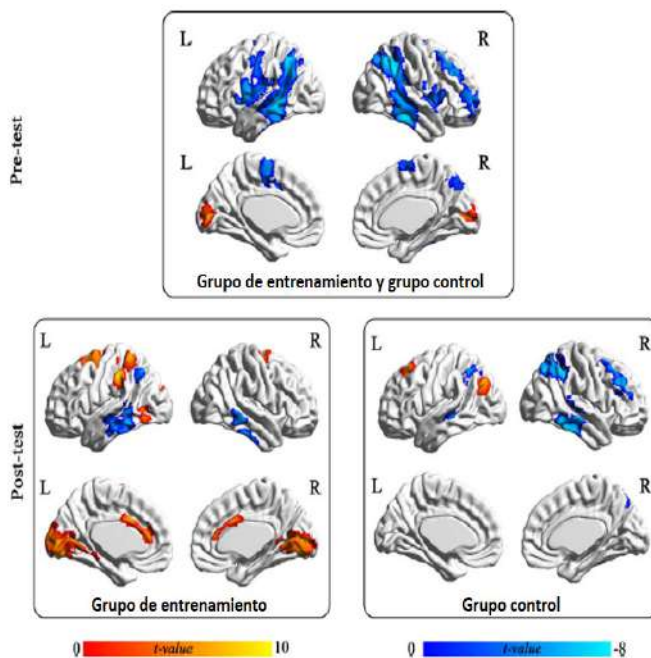 L
R
Pre-test
L
R
Grupo de entrenamiento y grupo control
L
R
L
R
Post-test
L
R
L
R
Grupo de entrenamiento
Grupo control
0 t-value 10
0 t-value -8